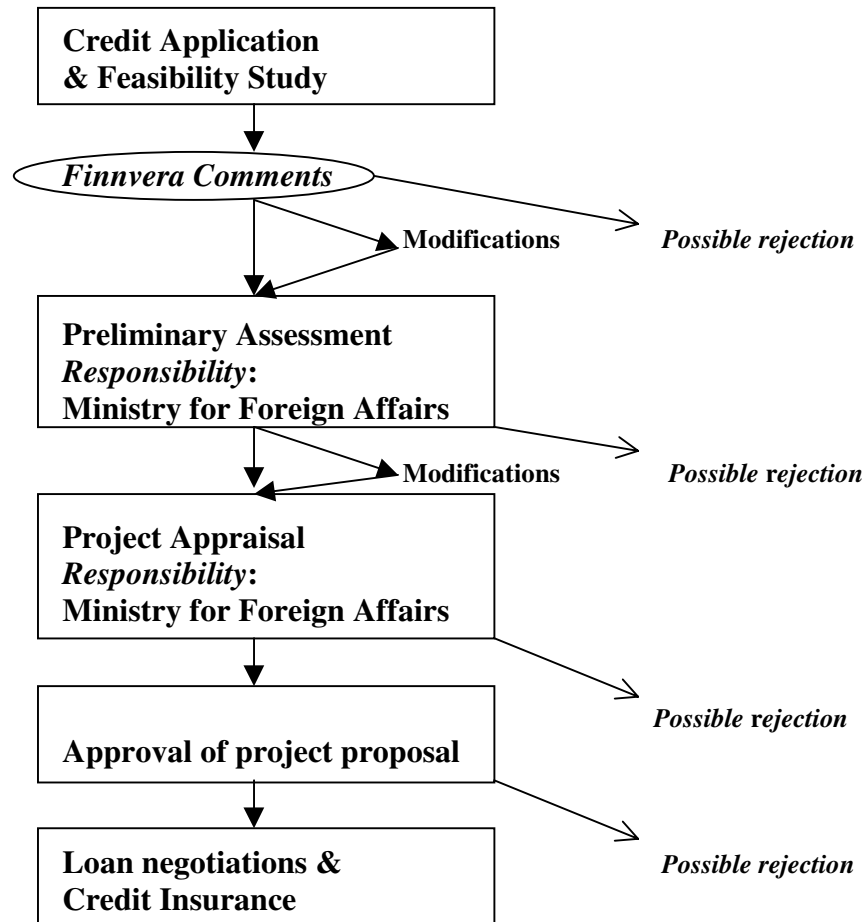 Credit Application
& Feasibility Study
Finnvera Comments
Modifications
Possible rejection
Preliminary Assessment
Responsibility:
Ministry for Foreign Affairs
Modifications
Possible rejection
Project Appraisal
Responsibility:
Ministry for Foreign Affairs
Possible rejection
Approval of project proposal
Possible rejection
Loan negotiations &
Credit Insurance